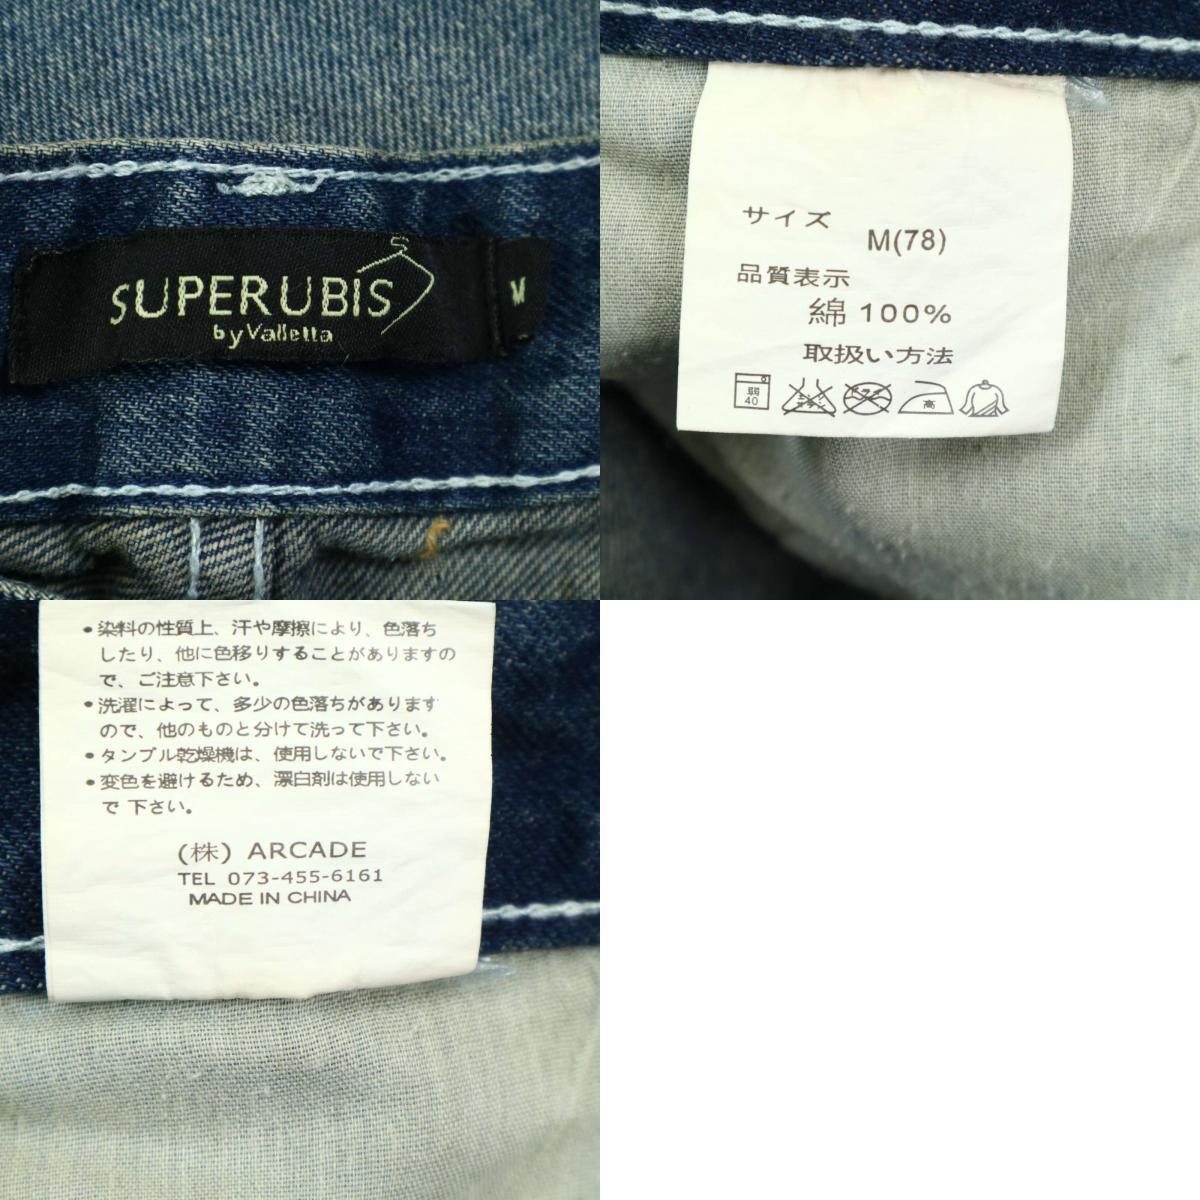 SUPERUBIS
by Valletta
M
サイズ
M(78)
品質表示
綿 100%
取扱い方法
弱
40
高
•染料の性質上、汗や摩擦により、色落ち
したり、他に色移りすることがありますの
で、ご注意下さい。
•洗濯によって、多少の色落ちがあります
ので、他のものと分けて洗って下さい。
•タンブル乾燥機は、使用しないで下さい。
•変色を避けるため、漂白剤は使用しない
で 下さい。
(株) ARCADE
TEL 073-455-6161
MADE IN CHINA